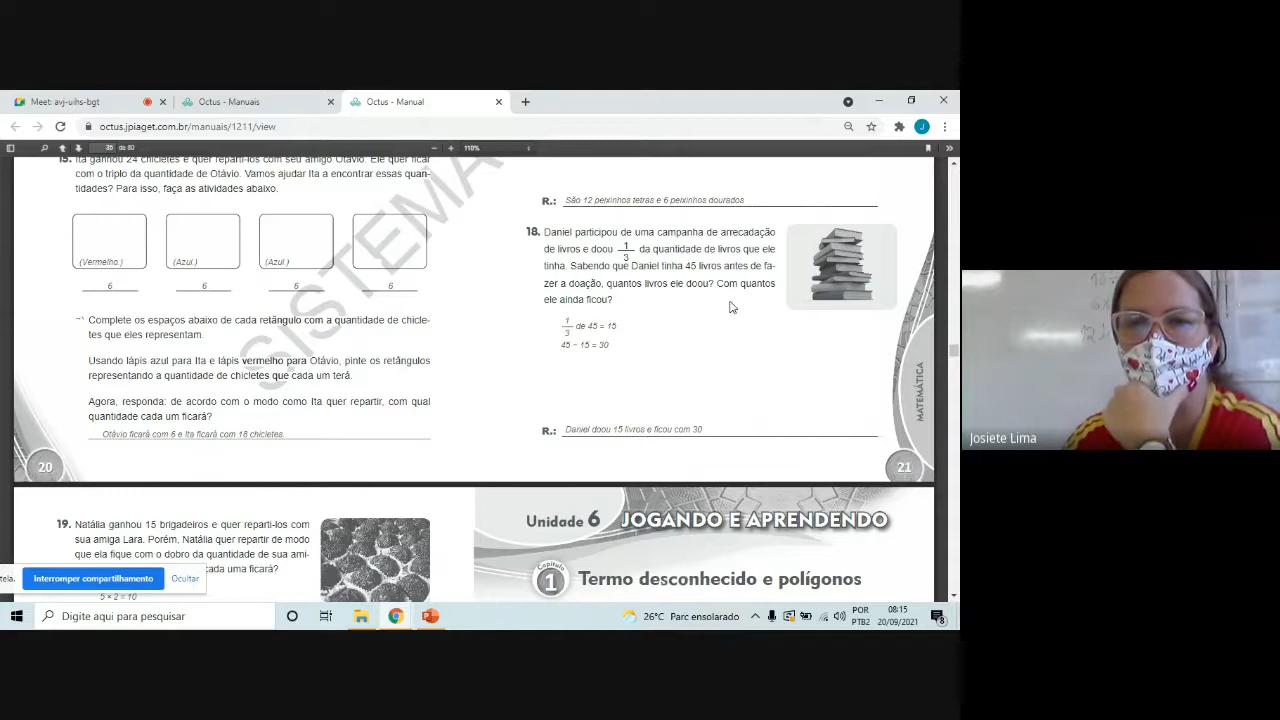 Meet: avj-uihs-bgt
Octus - Manuais
Octus - Manual
octus.jpiaget.com.br/manuais/1211/view
35 de 80
110%
15. Ita ganhou 24 chicletes e quer reparti-los com seu amigo Otávio. Ele quer ficar
com o triplo da quantidade de Otávio. Vamos ajudar Ita a encontrar essas quan-
tidades? Para isso, faça as atividades abaixo.
(Vermelho.) (Azul.) (Azul.)
6 6 6 6
Complete os espaços abaixo de cada retângulo com a quantidade de chicle-
tes que eles representam.
Usando lápis azul para Ita e lápis vermelho para Otávio, pinte os retângulos
representando a quantidade de chicletes que cada um terá.
Agora, responda: de acordo com o modo como Ita quer repartir, com qual
quantidade cada um ficará?
Otávio ficará com 6 e Ita ficará com 18 chicletes.
20
SISTEMA
R.: São 12 peixinhos tetras e 6 peixinhos dourados
18. Daniel participou de uma campanha de arrecadação
de livros e doou 1/3 da quantidade de livros que ele
tinha. Sabendo que Daniel tinha 45 livros antes de fa-
zer a doação, quantos livros ele doou? Com quantos
ele ainda ficou?
1/3 de 45 = 15
45 − 15 = 30
R.: Daniel doou 15 livros e ficou com 30
MATEMÁTICA
21
19. Natália ganhou 15 brigadeiros e quer reparti-los com
sua amiga Lara. Porém, Natália quer repartir de modo
que ela fique com o dobro da quantidade de sua ami-
cada uma ficará?
5 × 2 = 10
Unidade 6 JOGANDO E APRENDENDO
Capítulo
1 Termo desconhecido e polígonos
tela. Interromper compartilhamento Ocultar
Digite aqui para pesquisar
26°C Parc ensolarado
POR
PTB2
08:15
20/09/2021
8
Josiete Lima